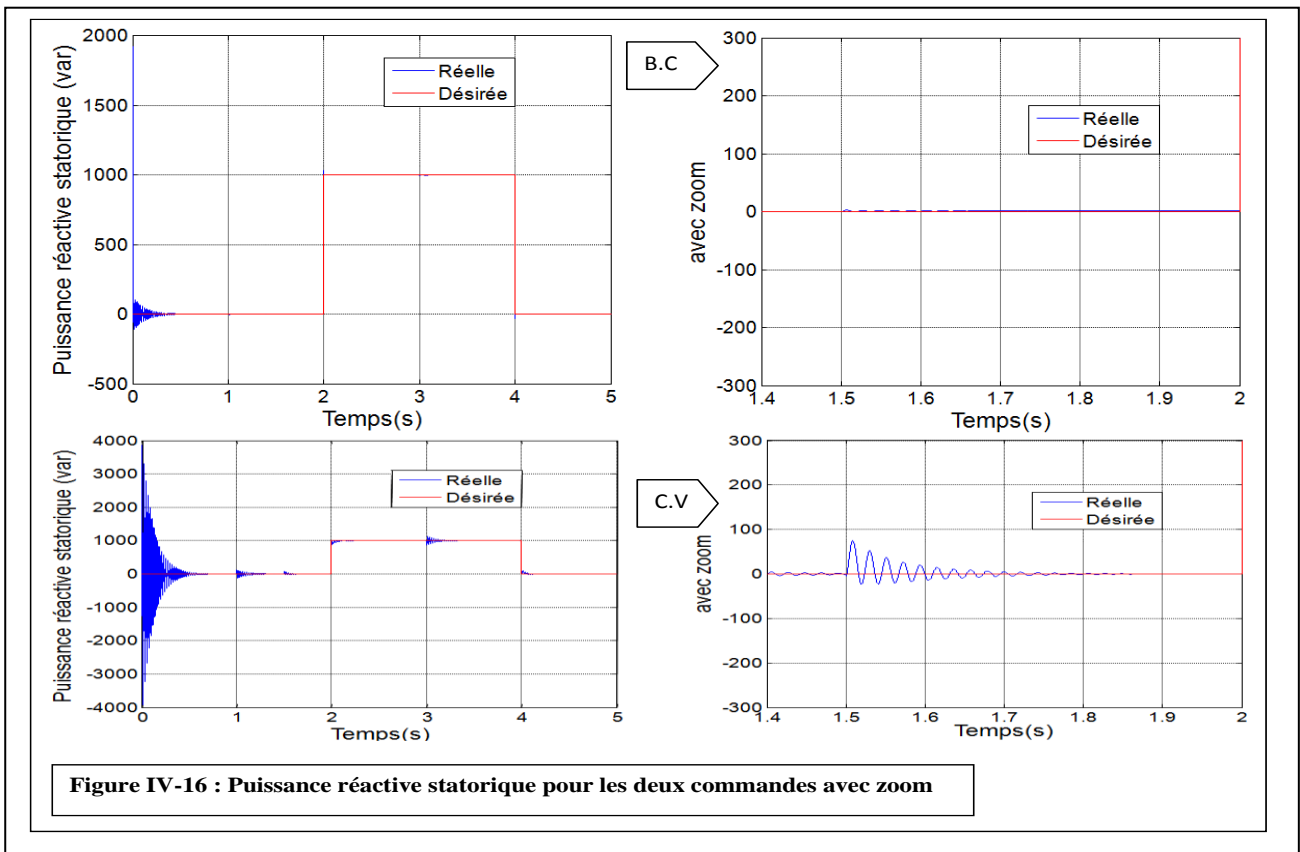 Puissance réactive statorique (var)
2000
1500
1000
500
0
-500
0 1 2 3 4 5
Temps(s)
Réelle
Désirée
B.C
avec zoom
300
200
100
0
-100
-200
-300
1.4 1.5 1.6 1.7 1.8 1.9 2
Temps(s)
Réelle
Désirée
Puissance réactive statorique (var)
4000
3000
2000
1000
0
-1000
-2000
-3000
-4000
0 1 2 3 4 5
Temps(s)
Réelle
Désirée
C.V
avec zoom
300
200
100
0
-100
-200
-300
1.4 1.5 1.6 1.7 1.8 1.9 2
Temps(s)
Réelle
Désirée
Figure IV-16 : Puissance réactive statorique pour les deux commandes avec zoom